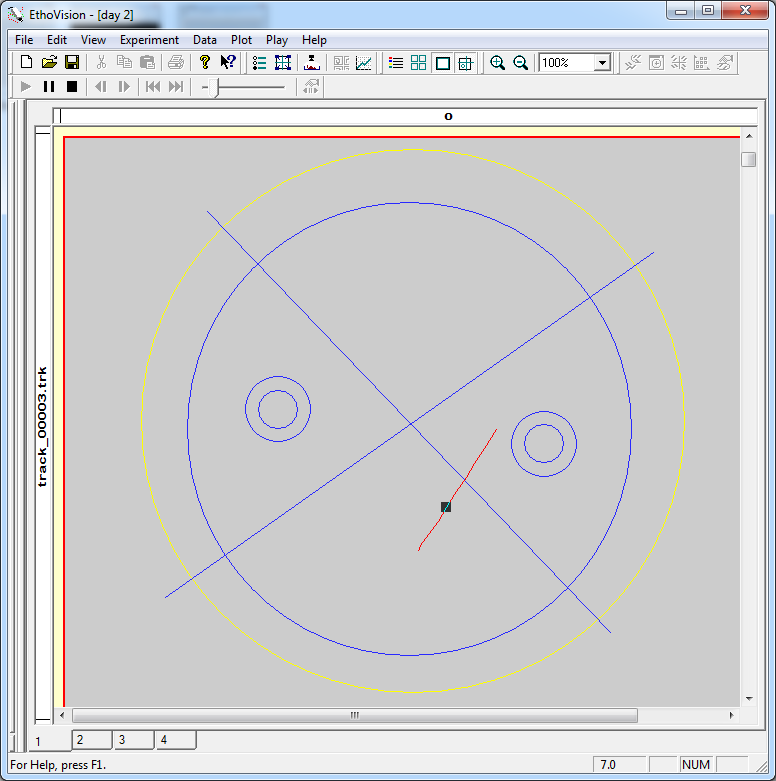 EthoVision - [day 2]
File Edit View Experiment Data Plot Play Help
100%
o
track_00003.trk
1 2 3 4
For Help, press F1. 7.0 NUM